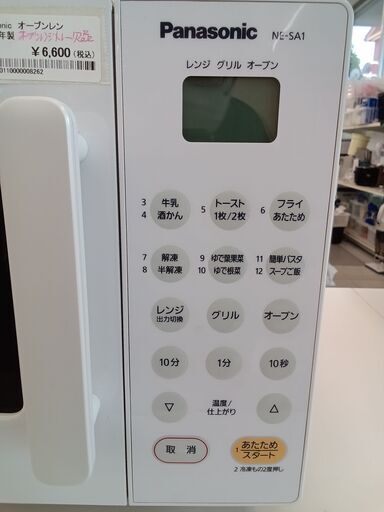 nic オーブンレン
年製
¥6,600(税込)
0110000008262
Panasonic
NE-SA1
レンジ グリル オーブン
3 牛乳
4 酒かん
5 トースト
1枚/2枚
6 フライ
あたため
7 解凍
8 半解凍
9 ゆで葉果菜
10 ゆで根菜
11 簡単パスタ
12 スープご飯
レンジ
出力切換
グリル
オーブン
10分
1分
10秒
▽
温度/
仕上がり
△
取消
1 あたため
スタート
2 冷凍もの2度押し